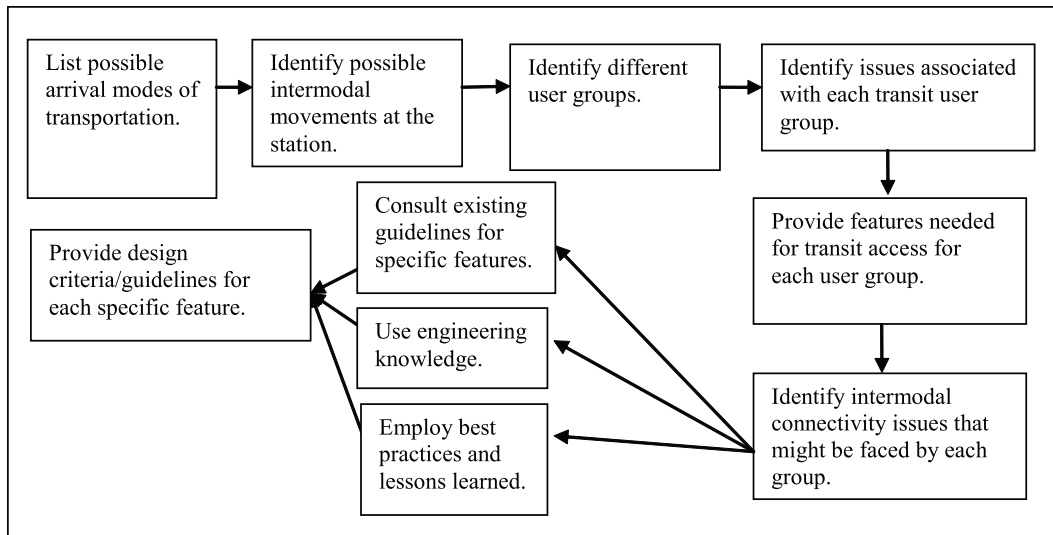 List possible
arrival modes of
transportation.
Identify possible
intermodal
movements at the
station.
Identify different
user groups.
Identify issues associated
with each transit user
group.
Provide features needed
for transit access for
each user group.
Identify intermodal
connectivity issues that
might be faced by each
group.
Consult existing
guidelines for
specific features.
Use engineering
knowledge.
Employ best
practices and
lessons learned.
Provide design
criteria/guidelines for
each specific feature.